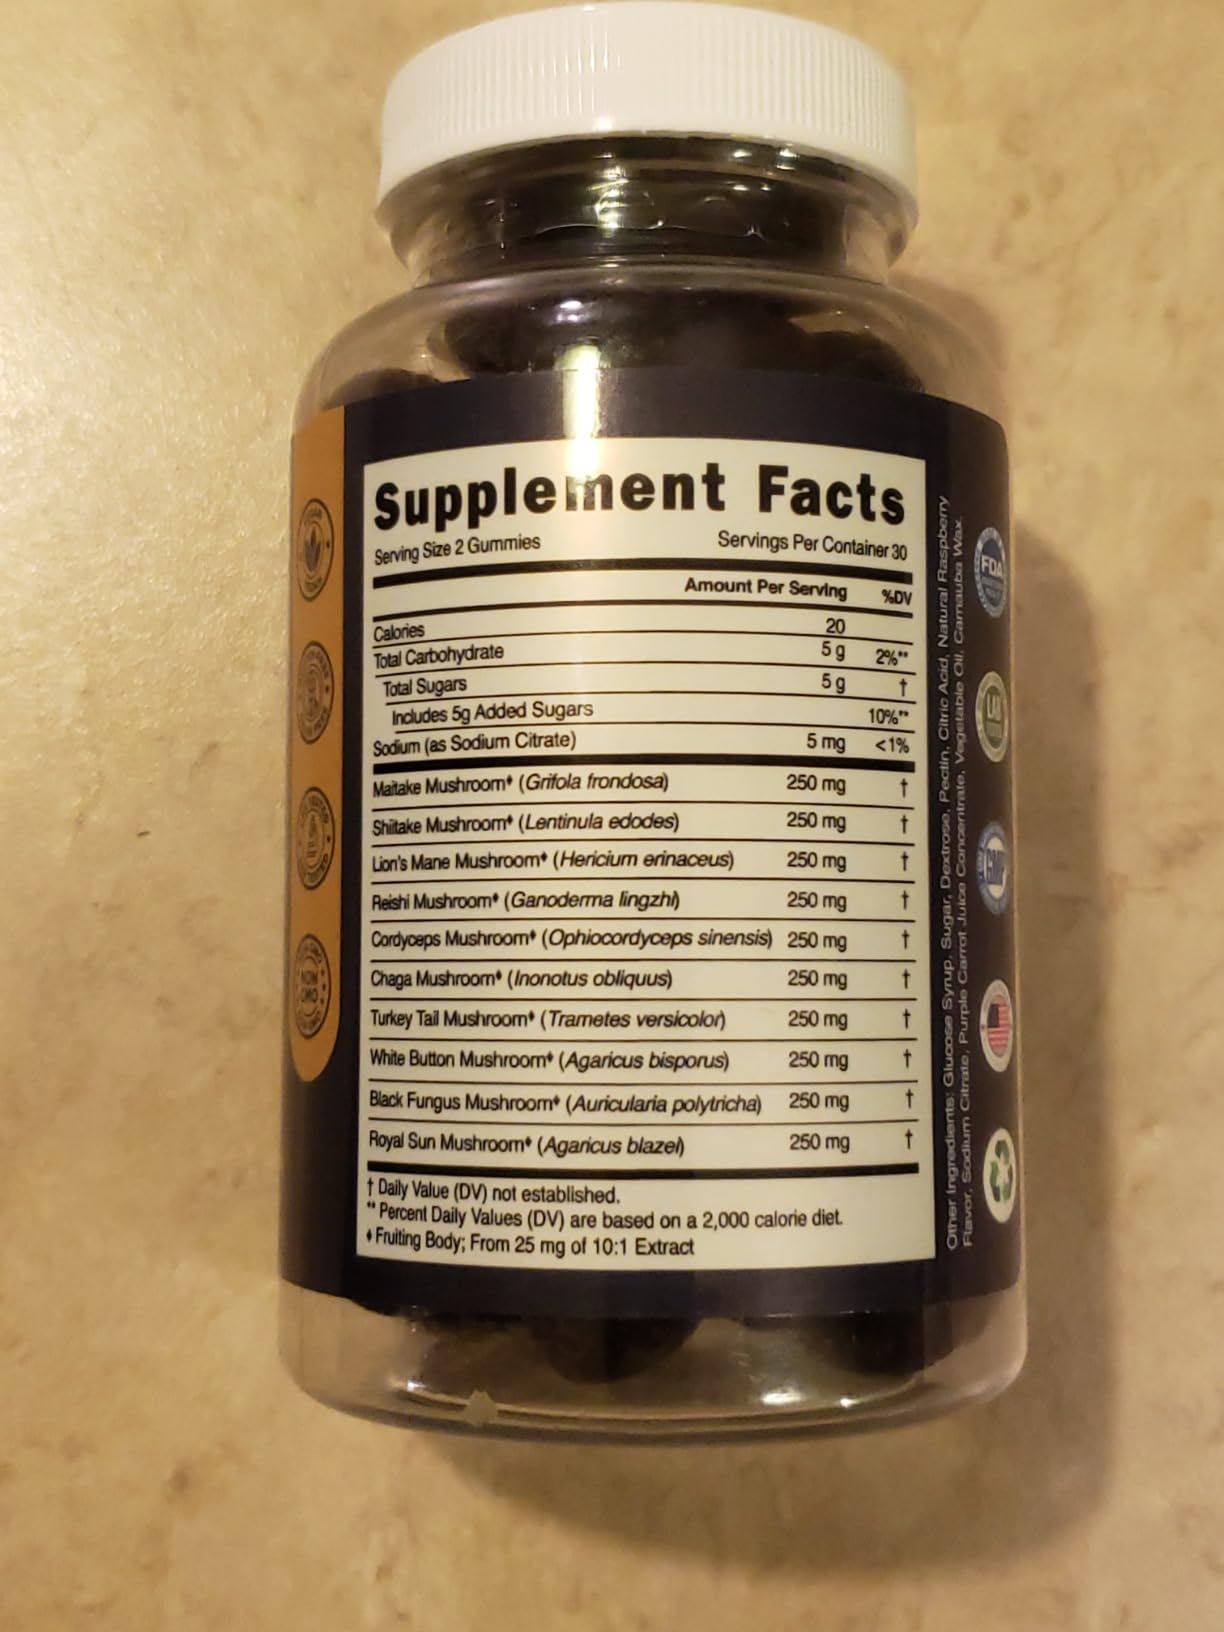 Supplement Facts
Serving Size 2 Gummies Servings Per Container 30
Amount Per Serving %DV
Calories 20
Total Carbohydrate 5 g 2%**
Total Sugars 5 g †
Includes 5g Added Sugars 10%**
Sodium (as Sodium Citrate) 5 mg <1%
Maitake Mushroom♦ (Grifola frondosa) 250 mg †
Shiitake Mushroom♦ (Lentinula edodes) 250 mg †
Lion's Mane Mushroom♦ (Hericium erinaceus) 250 mg †
Reishi Mushroom♦ (Ganoderma lingzhi) 250 mg †
Cordyceps Mushroom♦ (Ophiocordyceps sinensis) 250 mg †
Chaga Mushroom♦ (Inonotus obliquus) 250 mg †
Turkey Tail Mushroom♦ (Trametes versicolor) 250 mg †
White Button Mushroom♦ (Agaricus bisporus) 250 mg †
Black Fungus Mushroom♦ (Auricularia polytricha) 250 mg †
Royal Sun Mushroom♦ (Agaricus blazei) 250 mg †
† Daily Value (DV) not established.
** Percent Daily Values (DV) are based on a 2,000 calorie diet.
♦ Fruiting Body; From 25 mg of 10:1 Extract
Other Ingredients: Glucose Syrup, Sugar, Dextrose, Pectin, Citric Acid, Natural Raspberry
Flavor, Sodium Citrate, Purple Carrot Juice Concentrate, Vegetable Oil, Carnauba Wax.
NON
GMO
FDA
LAB
GMP